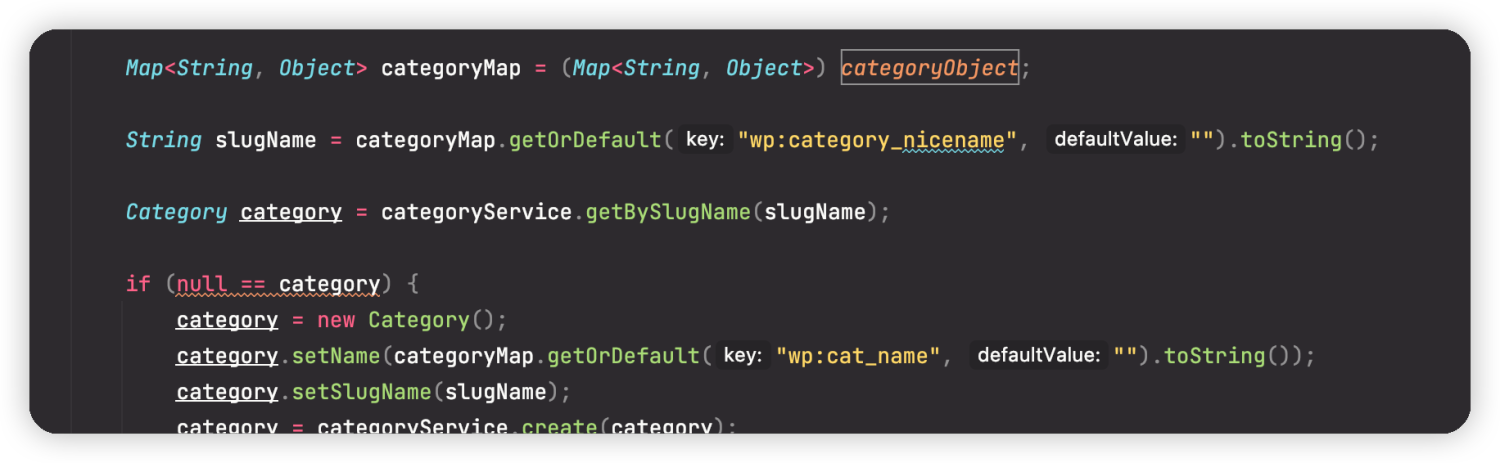 Map<String, Object> categoryMap = (Map<String, Object>) categoryObject;
String slugName = categoryMap.getOrDefault( key: "wp:category_nicename", defaultValue: "").toString();
Category category = categoryService.getBySlugName(slugName);
if (null == category) {
category = new Category();
category.setName(categoryMap.getOrDefault( key: "wp:cat_name", defaultValue: "").toString());
category.setSlugName(slugName);
category = categoryService.create(category);